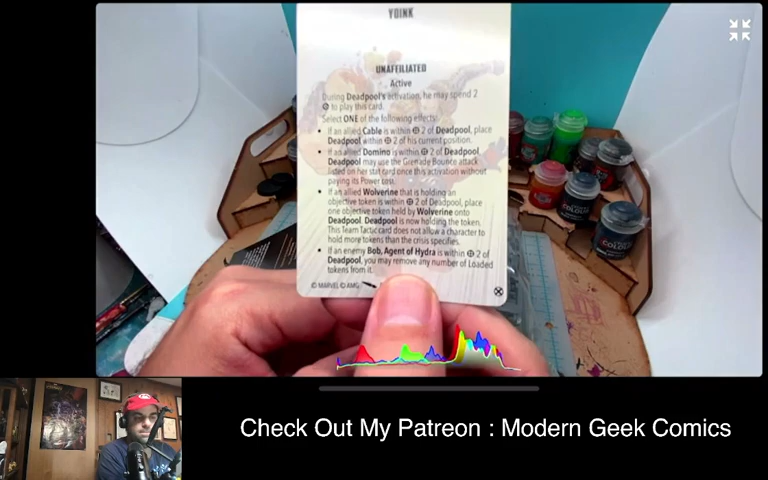 YOINK
UNAFFILIATED
Active
During Deadpool's activation, he may spend 2
to play this card.
Select ONE of the following effects:
If an allied Cable is within 2 of Deadpool, place
Deadpool within 2 of his current position.
If an allied Domino is within 2 of Deadpool,
Deadpool may use the Grenade Bounce attack
listed on her stat card once this activation without
paying its Power cost.
If an allied Wolverine that is holding an
objective token is within 2 of Deadpool, place
one objective token held by Wolverine onto
Deadpool. Deadpool is now holding the token.
This Team Tactic card does not allow a character to
hold more tokens than the crisis specifies.
If an enemy Bob, Agent of Hydra is within 2 of
Deadpool, you may remove any number of Loaded
tokens from it.
© MARVEL © AMG
COLOUR
Check Out My Patreon : Modern Geek Comics